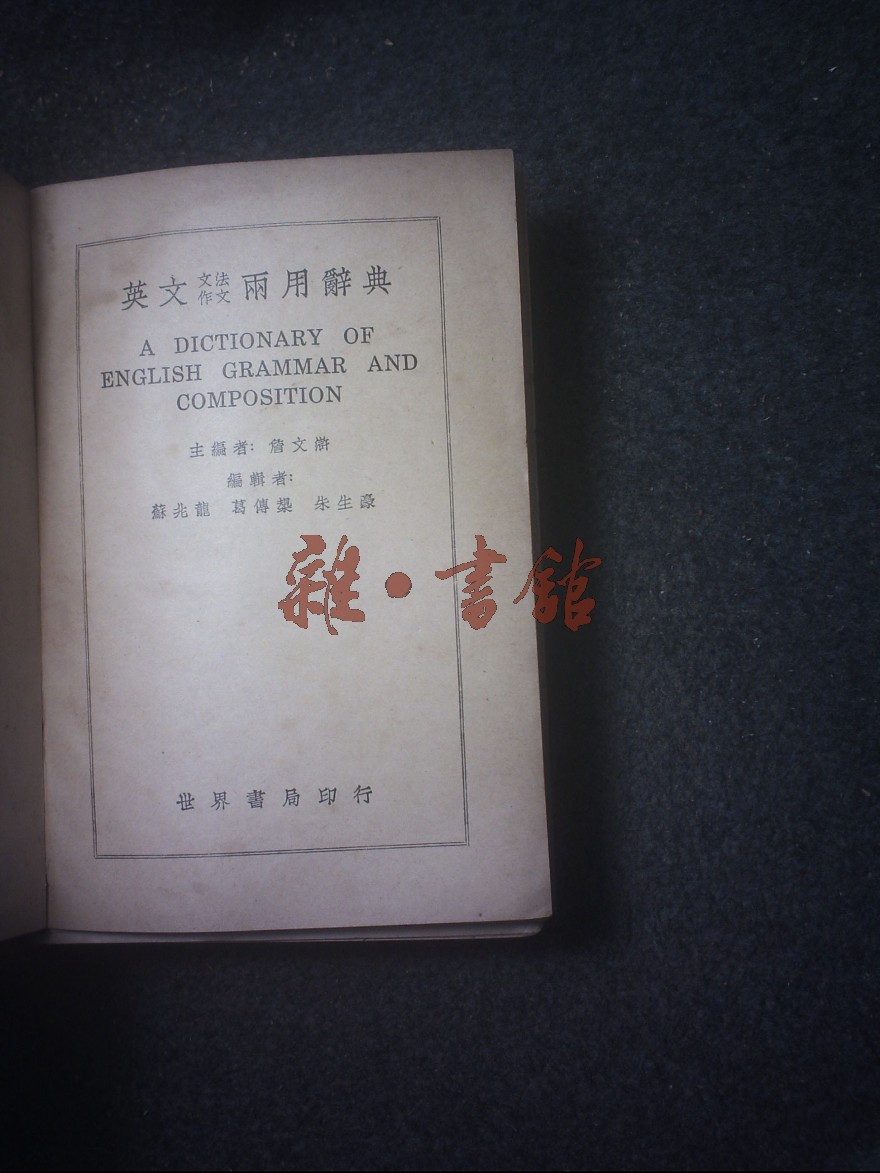 英文文法作文兩用辭典
A DICTIONARY OF
ENGLISH GRAMMAR AND
COMPOSITION
主編者：詹文滸
編輯者：
蘇兆龍 葛傳槼 朱生豪
雜·書館
世界書局印行